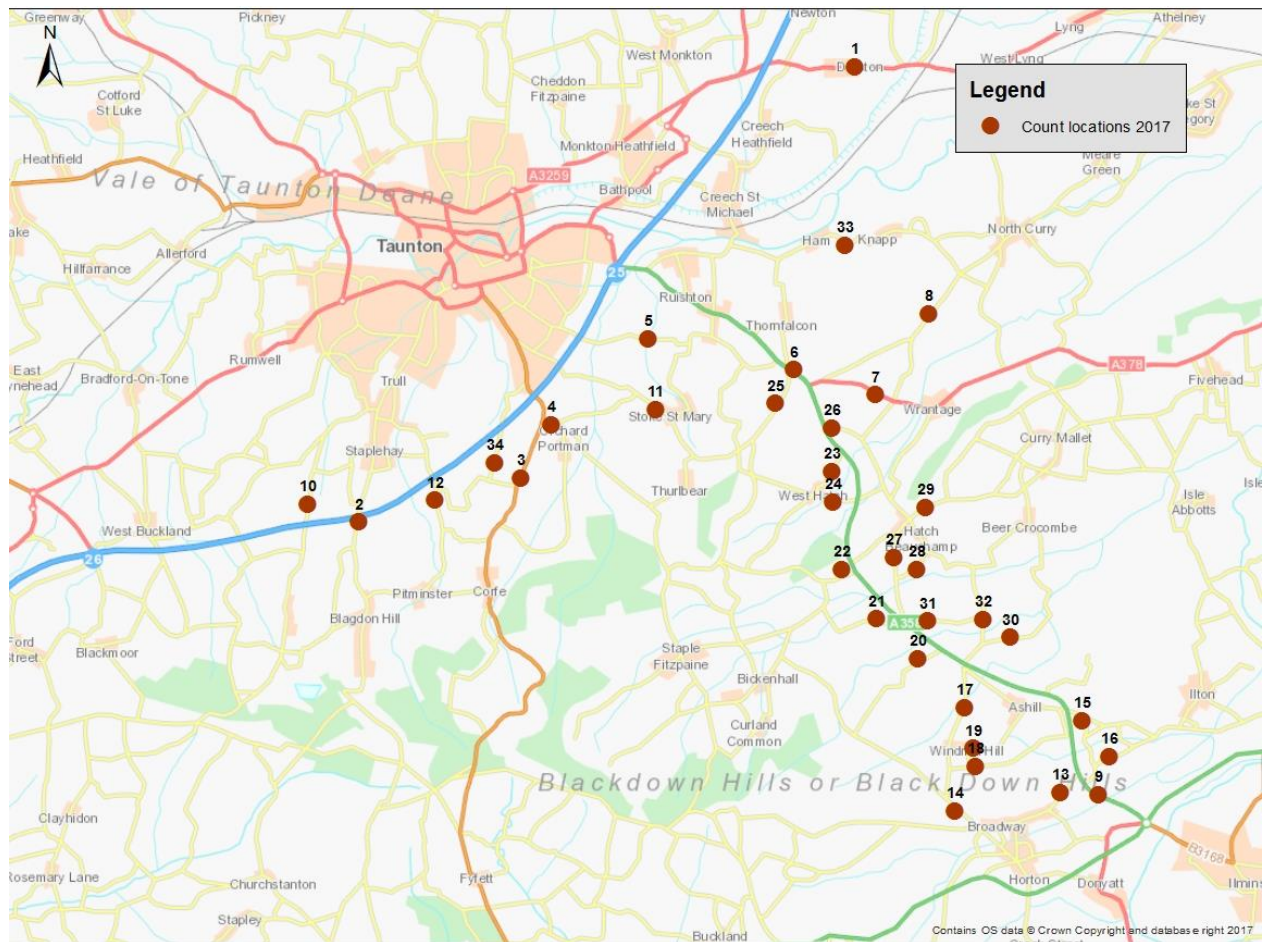 Greenway
Pickney
Kingston
Newton
Athelney
Lyng
N
West Monkton
1
West Lyng
Legend
Count locations 2017
Cotford
St Luke
Cheddon
Fitzpaine
Creech
Heathfield
Heathfield
Monkton Heathfield
Meare
Green
Vale of Taunton Deane
A3259
Bathpool
Creech St
Michael
33
Ham
Knapp
North Curry
Taunton
Allerford
Hillfarrance
25
Ruishton
8
5
Thornfalcon
6
Rumwell
East
Bradford-On-Tone
Trull
A378
Fivehead
7
25
11
Stoke St Mary
Wrantage
4
26
Orchard
Portman
Curry Mallet
Staplehay
34
3
23
Thurlbear
24
West Hatch
10
12
2
29
Isle
Abbotts
Isle
West Buckland
Hatch
Beauchamp
Beer Crocombe
26
27
28
22
Pitminster
Corfe
Blagdon Hill
21
31
32
30
Ford
Street
Blackmoor
20
Staple
Fitzpaine
Bickenhall
17
Ashill
15
Ilton
Curland
Common
19
18
16
Blackdown Hills or Black Down Hills
13
9
14
Broadway
Clayhidon
B3168
Rosemary Lane
Churchstanton
Fyfett
Horton
Donyatt
Stapley
Buckland
Contains OS data © Crown Copyright and database right 2017